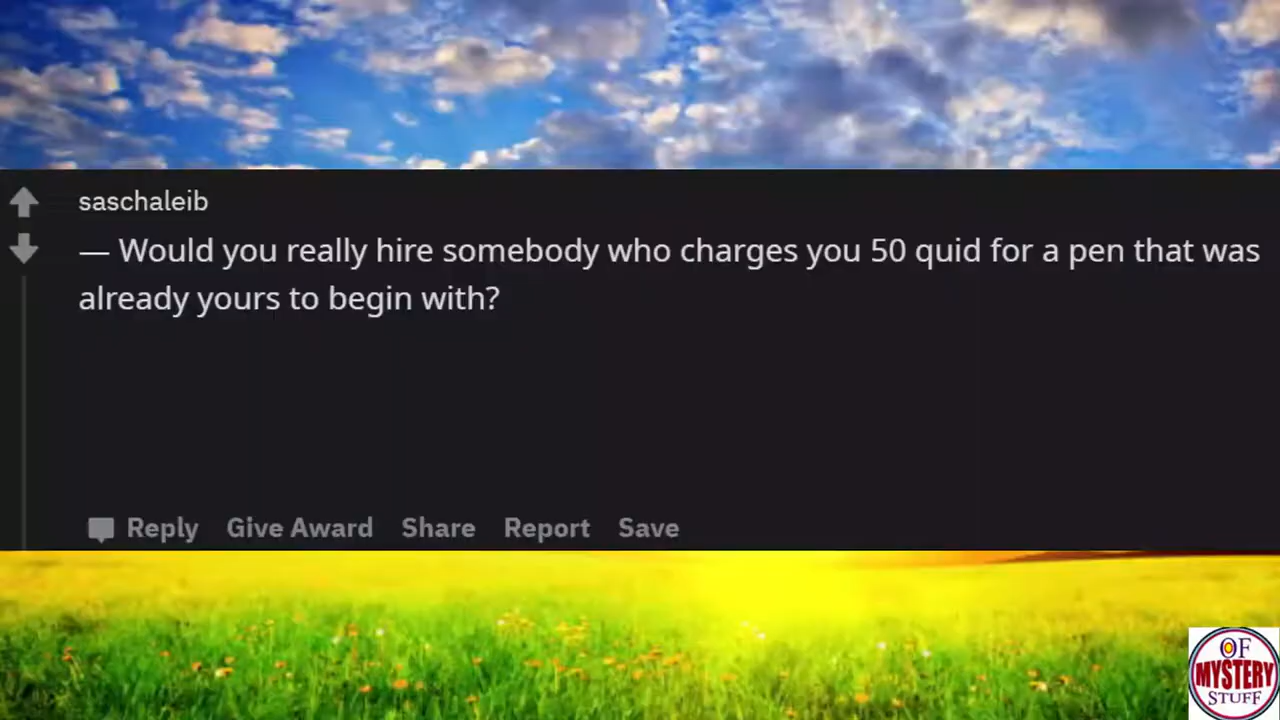 saschaleib
— Would you really hire somebody who charges you 50 quid for a pen that was
already yours to begin with?
Reply Give Award Share Report Save
OF
MYSTERY
STUFF